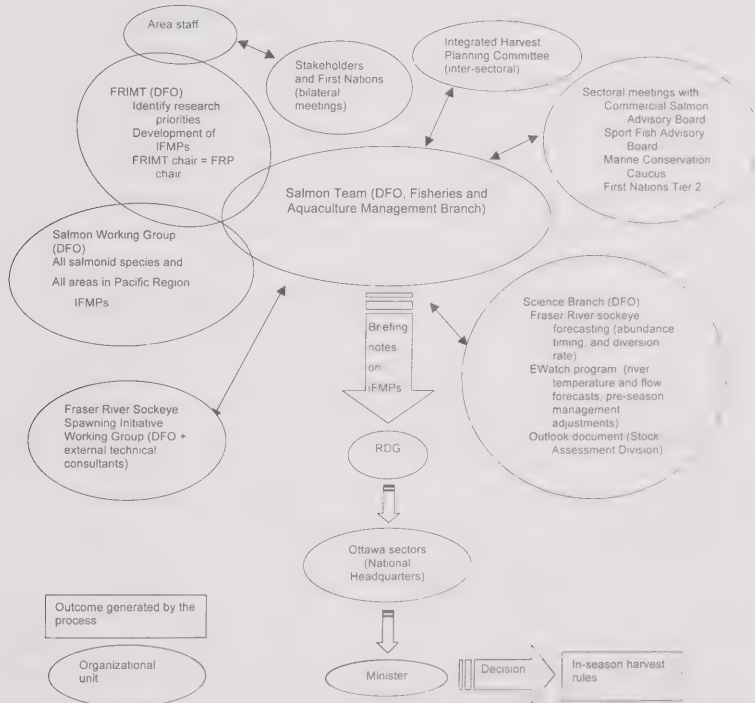 Area staff
Stakeholders
and First Nations
(bilateral
meetings)
Integrated Harvest
Planning Committee
(inter-sectoral)
Sectoral meetings with
Commercial Salmon
Advisory Board
Sport Fish Advisory
Board
Marine Conservation
Caucus
First Nations Tier 2
FRIMT (DFO)
Identify research
priorities
Development of
IFMPs
FRIMT chair = FRP
chair
Salmon Team (DFO, Fisheries and
Aquaculture Management Branch)
Salmon Working Group
(DFO)
All salmonid species and
All areas in Pacific Region
IFMPs
Briefing
notes
on
IFMPs
Science Branch (DFO)
Fraser River sockeye
forecasting (abundance
timing, and diversion
rate)
EWatch program (river
temperature and flow
forecasts, pre-season
management
adjustments)
Outlook document (Stock
Assessment Division)
Fraser River Sockeye
Spawning Initiative
Working Group (DFO +
external technical
consultants)
RDG
Ottawa sectors
(National
Headquarters)
Outcome generated by the
process
Organizational
unit
Minister
Decision
In-season harvest
rules